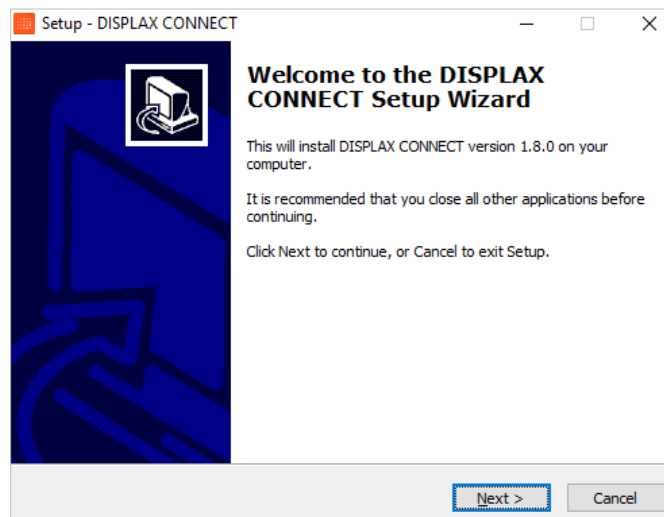 Setup - DISPLAX CONNECT
Welcome to the DISPLAX
CONNECT Setup Wizard
This will install DISPLAX CONNECT version 1.8.0 on your
computer.
It is recommended that you close all other applications before
continuing.
Click Next to continue, or Cancel to exit Setup.
Next >
Cancel